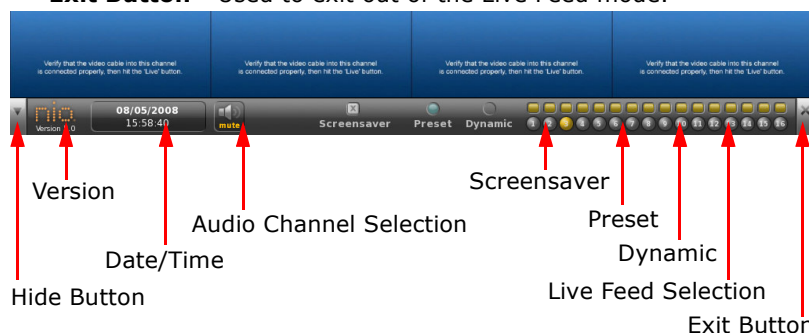 Exit Button - Used to exit out of the Live Feed mode.
Verify that the video cable into this channel
is connected properly, then hit the 'Live' button.
Verify that the video cable into this channel
is connected properly, then hit the 'Live' button.
Verify that the video cable into this channel
is connected properly, then hit the 'Live' button.
Verify that the video cable into this channel
is connected properly, then hit the 'Live' button.
nio
Version .0
08/05/2008
15:58:40
mute
X
Screensaver
Preset
Dynamic
1 2 3 4 5 6 7 8 9 10 11 12 13 14 15 16
Version
Screensaver
Audio Channel Selection
Preset
Date/Time
Dynamic
Hide Button
Live Feed Selection
Exit Button